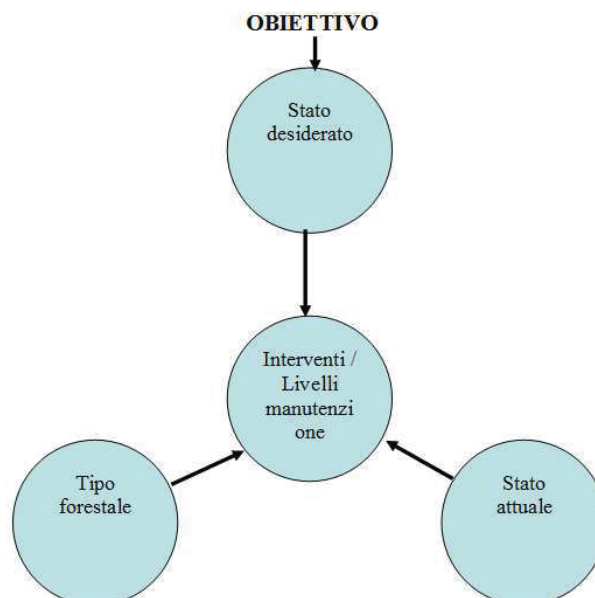 OBIETTIVO
Stato
desiderato
Interventi /
Livelli
manutenzi
one
Tipo
forestale
Stato
attuale